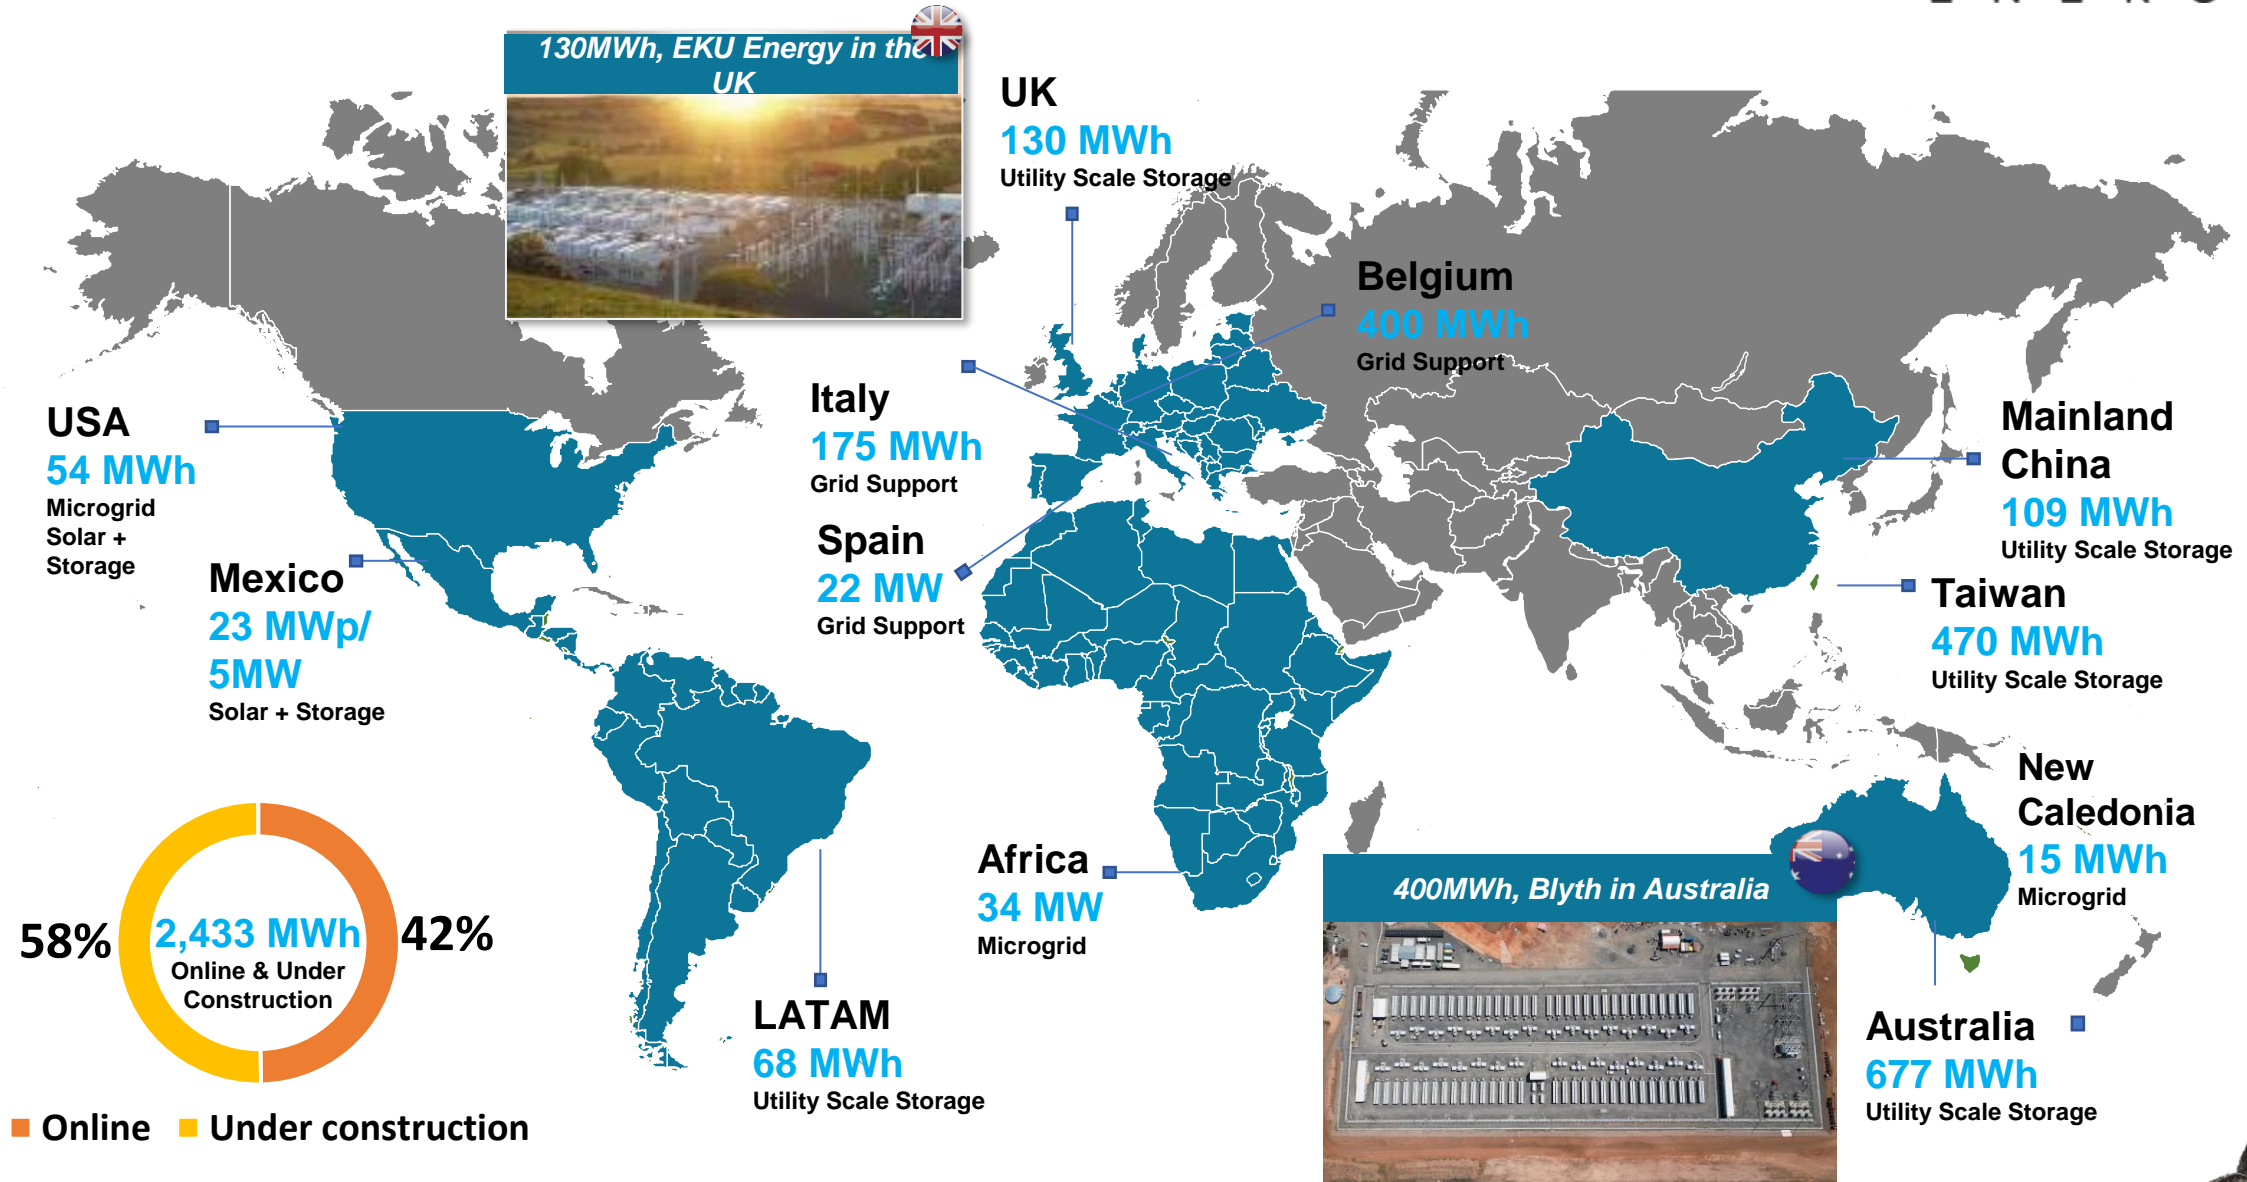 130MWh, EKU Energy in the
UK
UK
130 MWh
Utility Scale Storage
Belgium
400 MWh
Grid Support
Italy
175 MWh
Grid Support
Spain
22 MW
Grid Support
USA
54 MWh
Microgrid
Solar +
Storage
Mexico
23 MWp/
5MW
Solar + Storage
Mainland
China
109 MWh
Utility Scale Storage
Taiwan
470 MWh
Utility Scale Storage
New
Caledonia
15 MWh
Microgrid
Africa
34 MW
Microgrid
400MWh, Blyth in Australia
LATAM
68 MWh
Utility Scale Storage
Australia
677 MWh
Utility Scale Storage
58%
2,433 MWh
Online & Under
Construction
42%
Online
Under construction